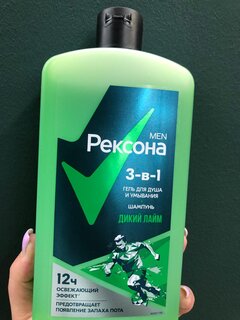 MEN
Рексона
3-в-1
ГЕЛЬ ДЛЯ ДУША
И УМЫВАНИЯ
ШАМПУНЬ
ДИКИЙ ЛАЙМ
12ч
ОСВЕЖАЮЩИЙ
ЭФФЕКТ*
ПРЕДОТВРАЩАЕТ
ПОЯВЛЕНИЕ ЗАПАХА ПОТА